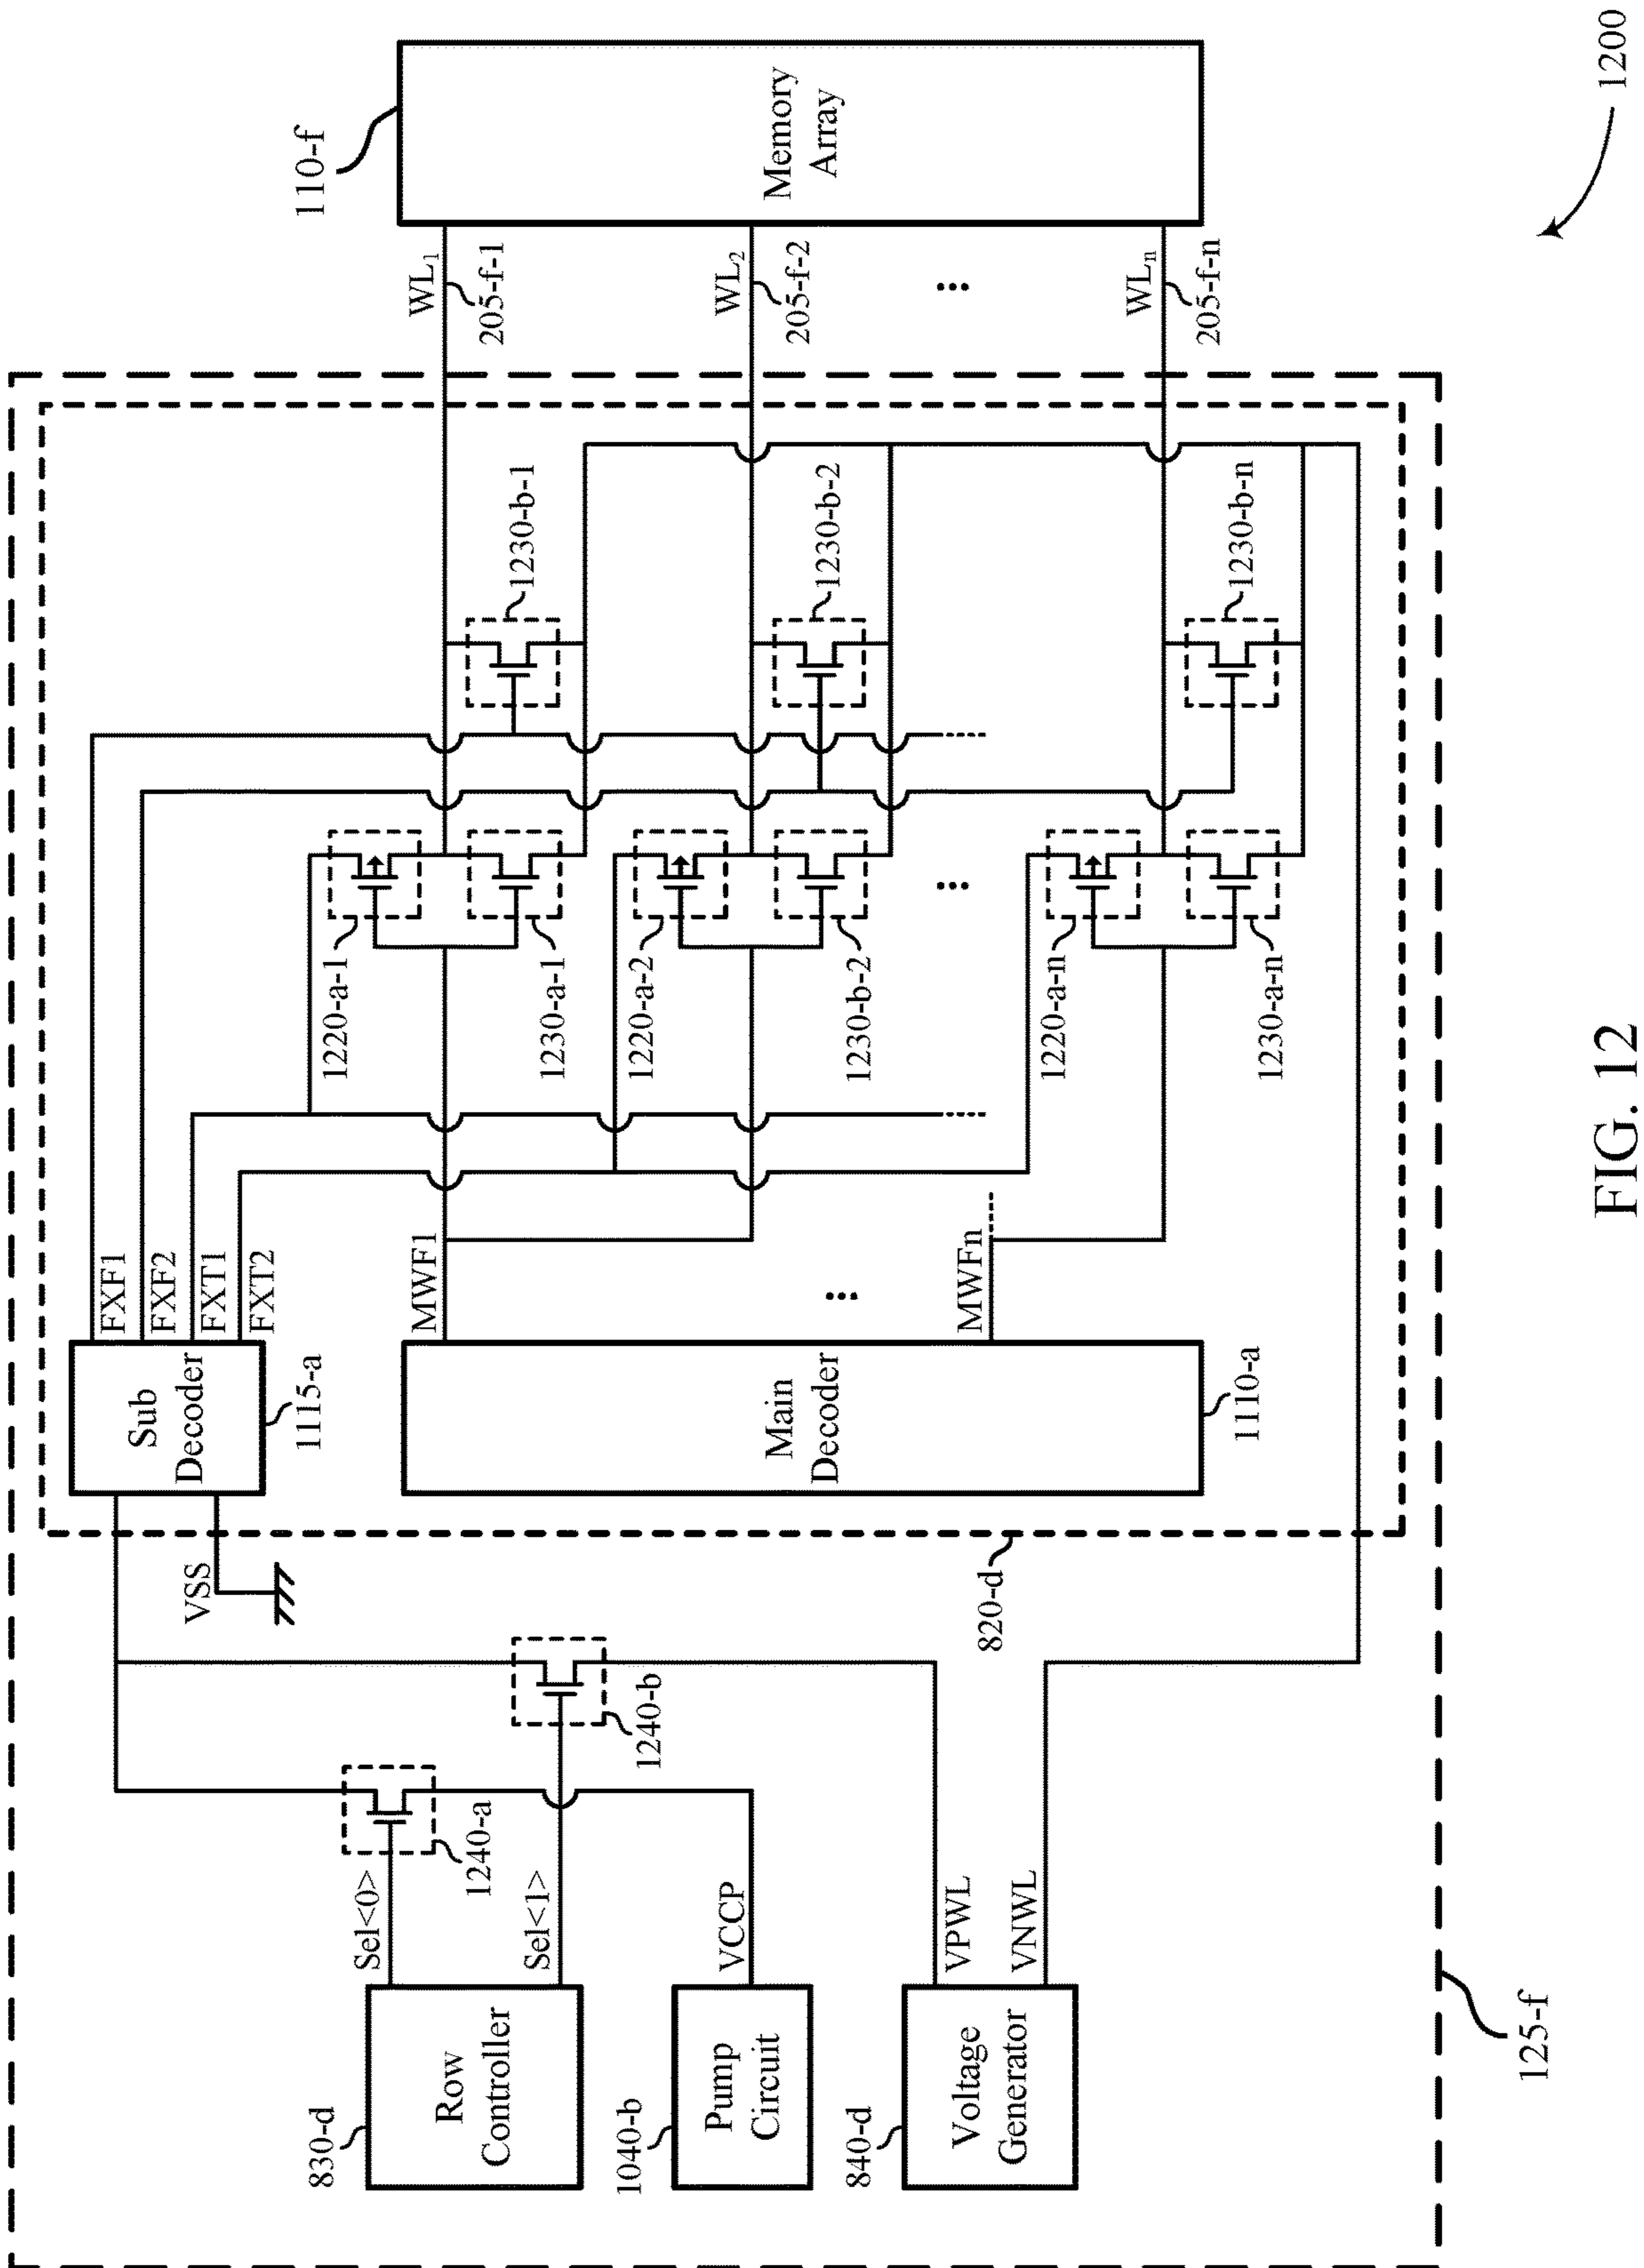 1200
110-f
Memory
Array
WL1
205-f-1
WL2
205-f-2
...
WLn
205-f-n
1230-b-1
1230-b-2
1230-b-n
1220-a-1
1230-a-1
1220-a-2
1230-b-2
...
1220-a-n
1230-a-n
FXF1
FXF2
FXT1
FXT2
MWF1
...
MWFn
Sub
Decoder
1115-a
Main
Decoder
1110-a
VSS
820-d
1240-b
1240-a
Sel<0>
Sel<1>
VCCP
VPWL
VNWL
830-d
Row
Controller
1040-b
Pump
Circuit
840-d
Voltage
Generator
125-f
FIG. 12